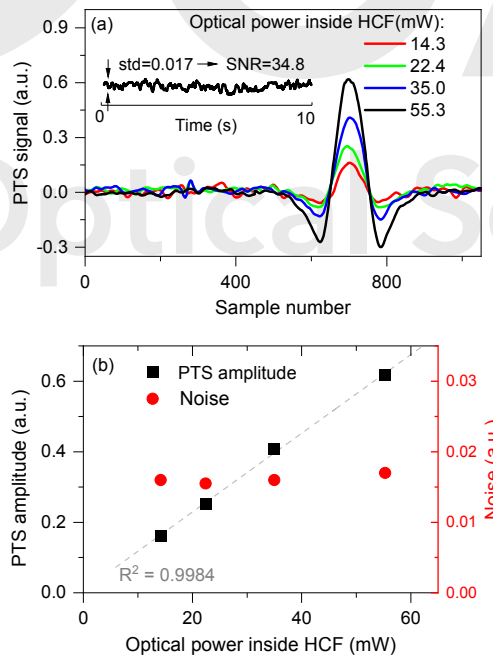 (a)
Optical power inside HCF(mW):
14.3
22.4
35.0
55.3
std=0.017 → SNR=34.8
0
10
Time (s)
PTS signal (a.u.)
0.9
0.6
0.3
0.0
-0.3
0
400
800
Sample number
(b)
PTS amplitude
Noise
R² = 0.9984
PTS amplitude (a.u.)
0.6
0.4
0.2
0.0
0.03
0.02
0.01
0.00
Noise (a.u.)
0
20
40
60
Optical power inside HCF (mW)